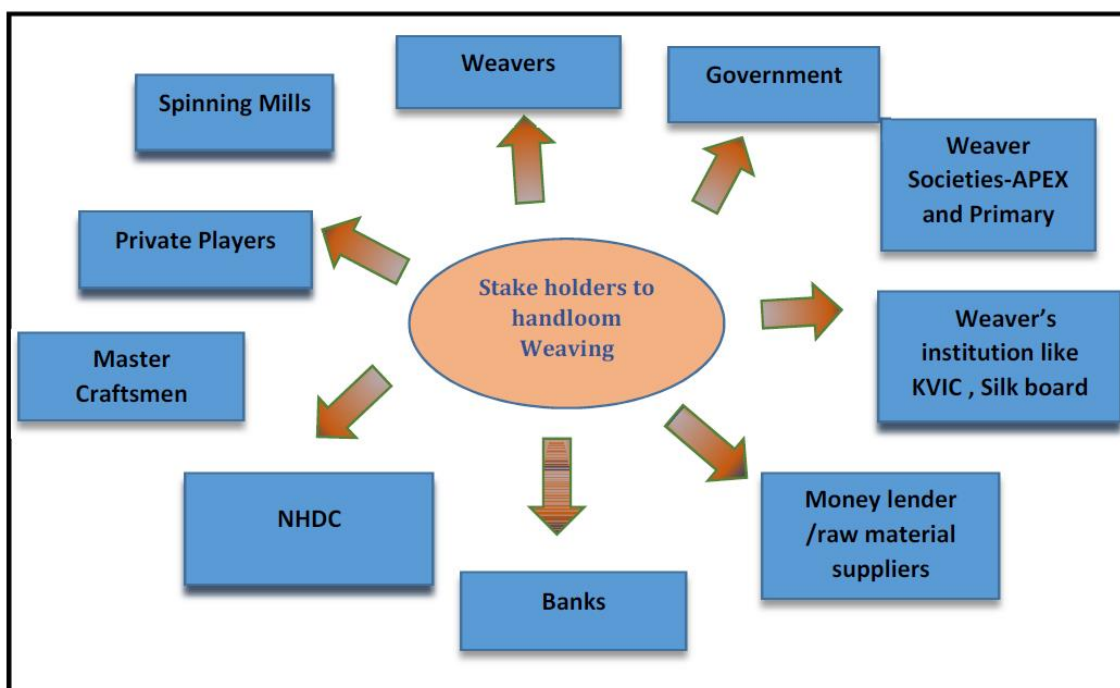 Weavers
Government
Spinning Mills
Weaver
Societies-APEX
and Primary
Private Players
Stake holders to
handloom
Weaving
Weaver’s
institution like
KVIC , Silk board
Master
Craftsmen
NHDC
Money lender
/raw material
suppliers
Banks